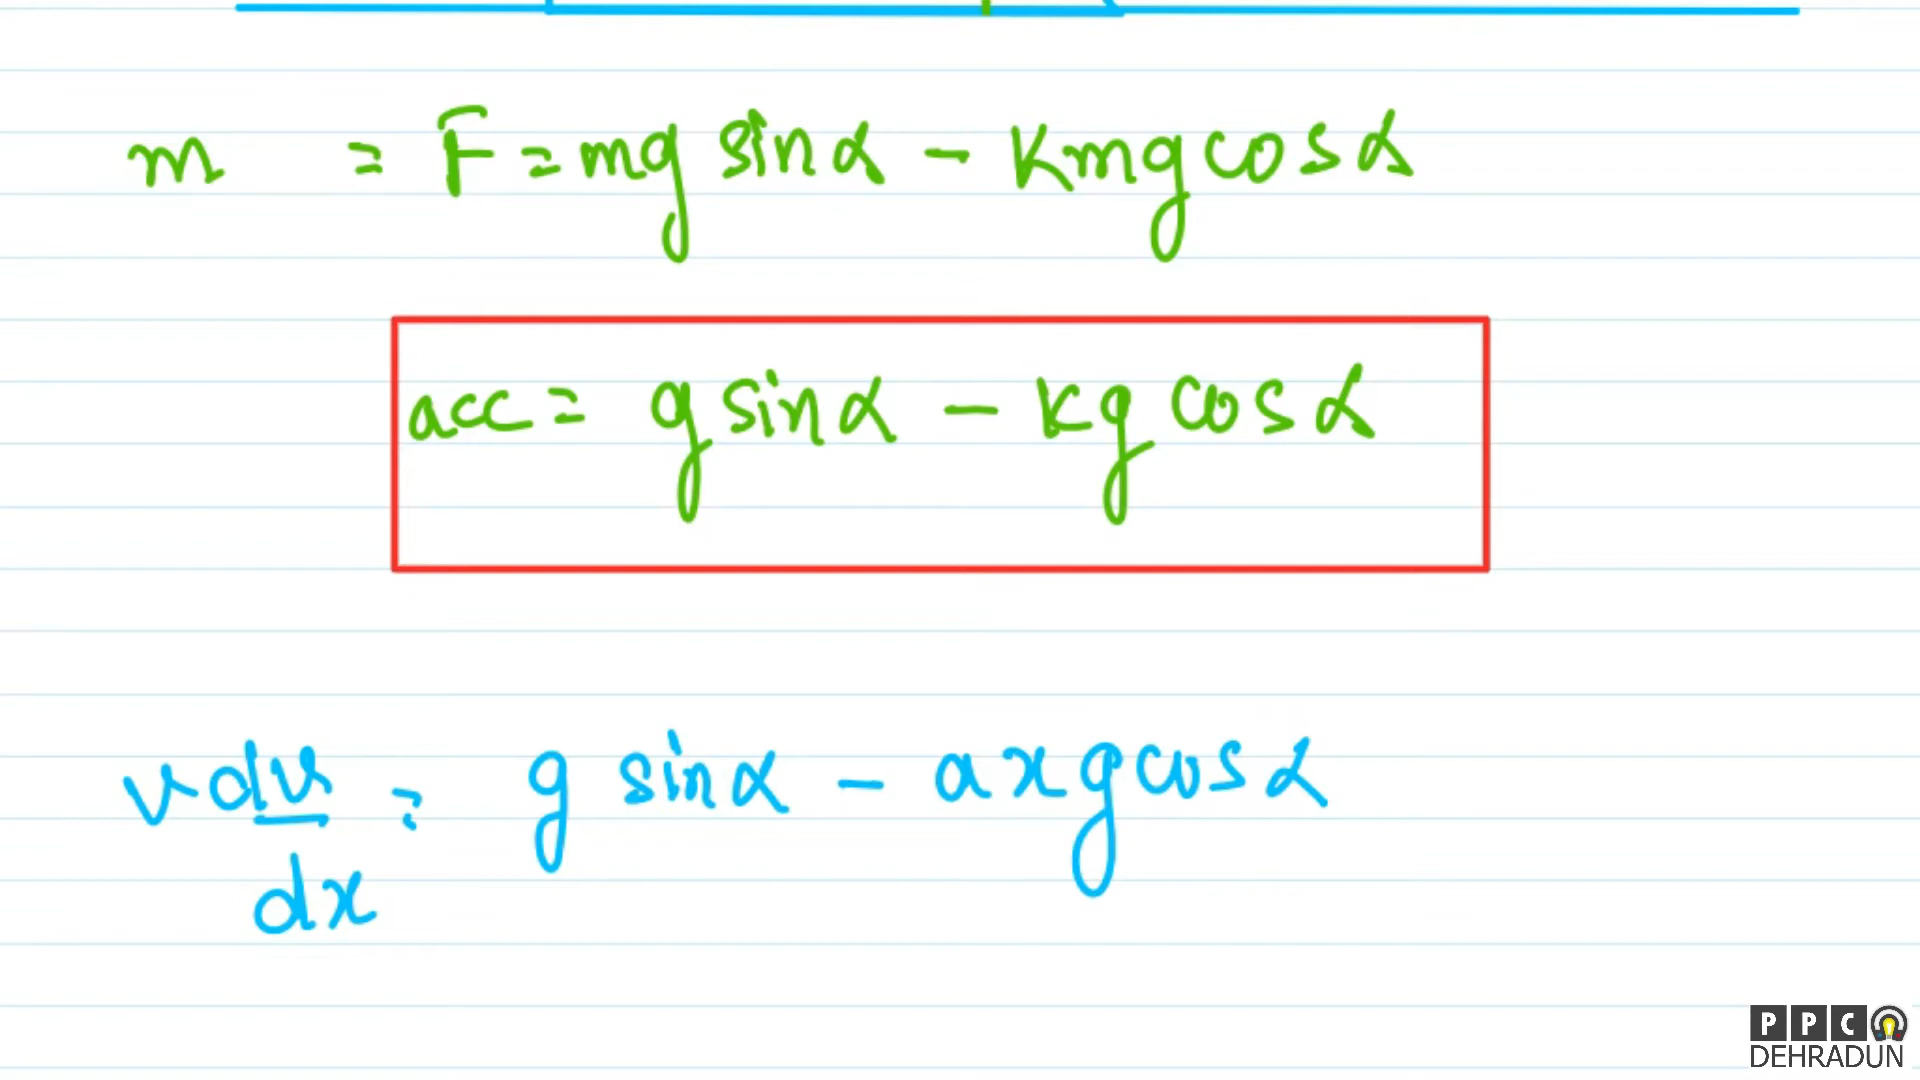 m = F = mg sinα - Kmg cosα
acc = g sinα - kg cosα
v dv/dx = g sinα - axg cosα
PPC
DEHRADUN